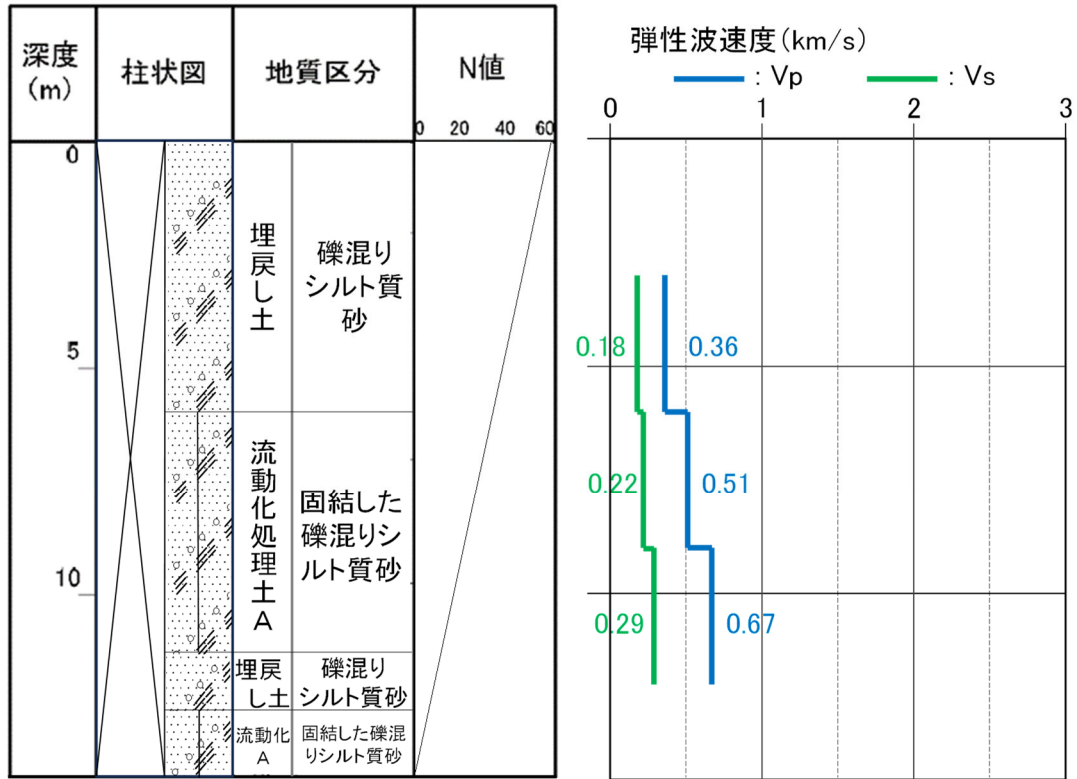 深度
(m)
柱状図
地質区分
N値
0 20 40 60
0
5
10
埋戻し土
礫混り
シルト質
砂
流動化処理土A
固結した
礫混りシ
ルト質砂
埋戻
し土
礫混り
シルト質砂
流動化
A
固結した礫混
りシルト質砂
弾性波速度(km/s)
: Vp : Vs
0 1 2 3
0.18 0.36
0.22 0.51
0.29 0.67